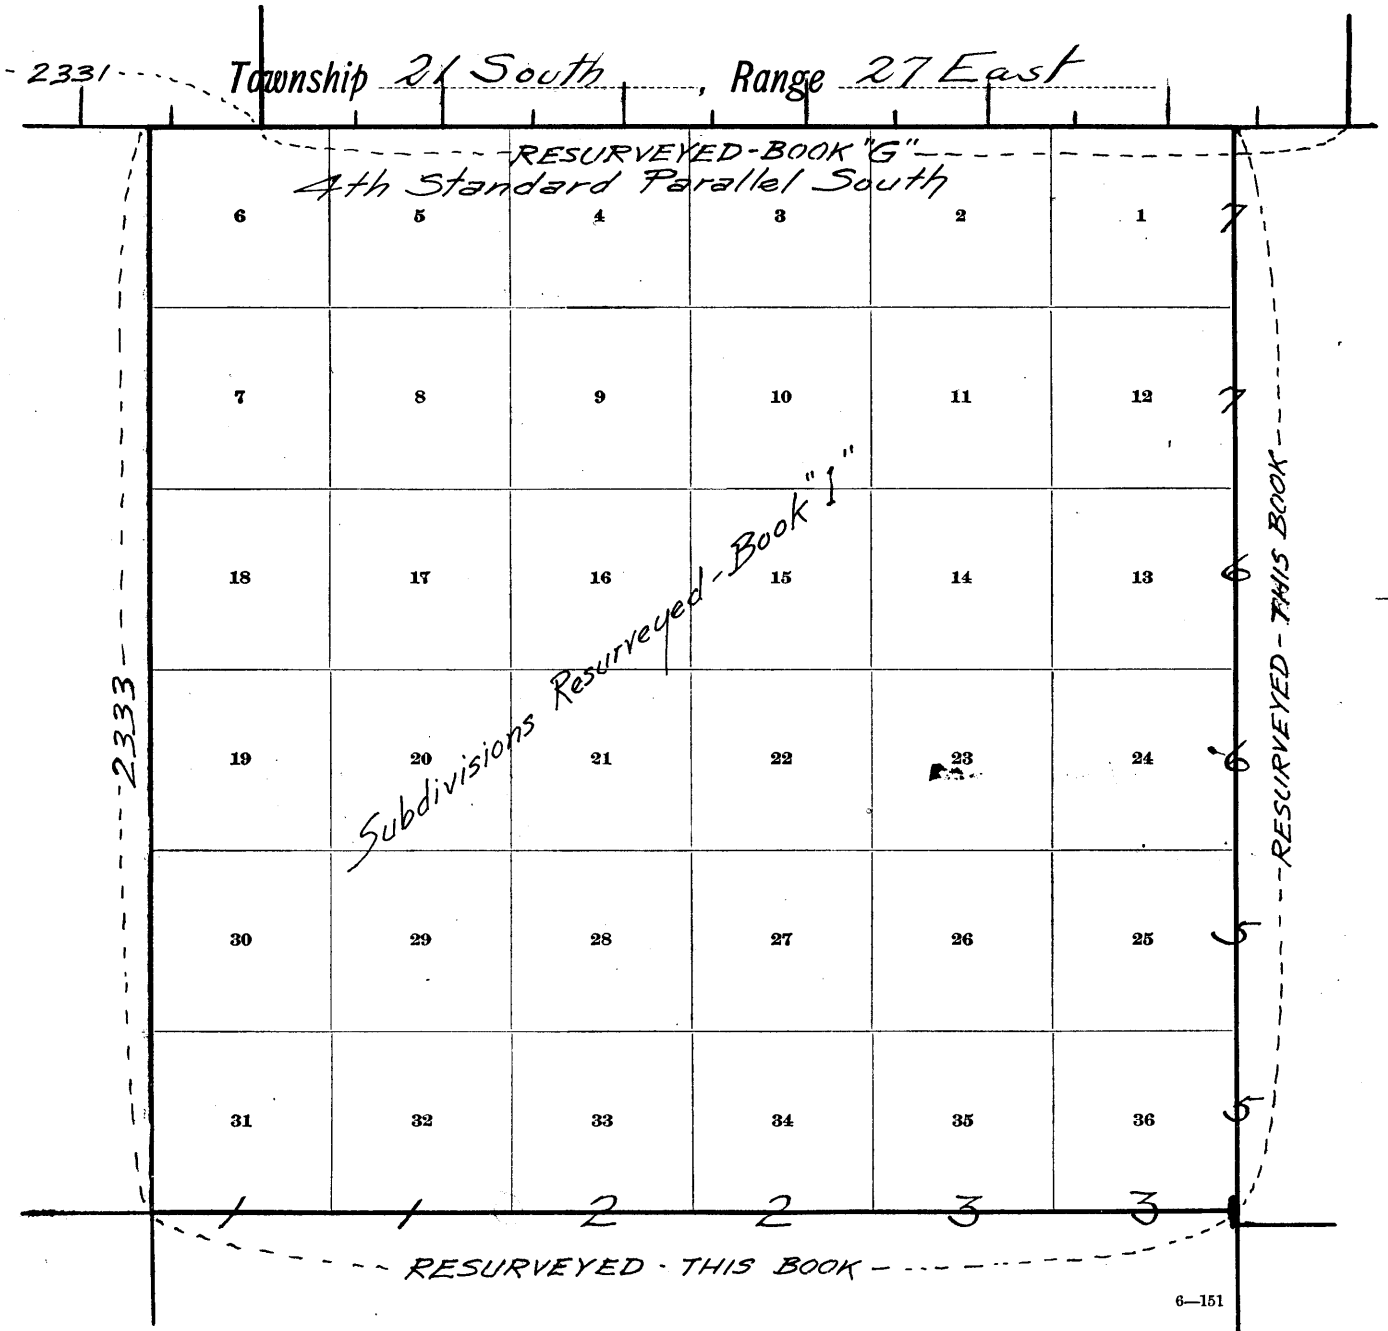 2331
Township 21 South, Range 27 East
RESURVEYED-BOOK "G"
4th Standard Parallel South
6 5 4 3 2 1 7
7 8 9 10 11 12 7
Subdivisions Resurveyed - Book "I"
18 17 16 15 14 13 6
19 20 21 22 23 24 6
30 29 28 27 26 25 5
31 32 33 34 35 36 5
2333
RESURVEYED - THIS BOOK
1 1 2 2 3 3
RESURVEYED - THIS BOOK
6—151